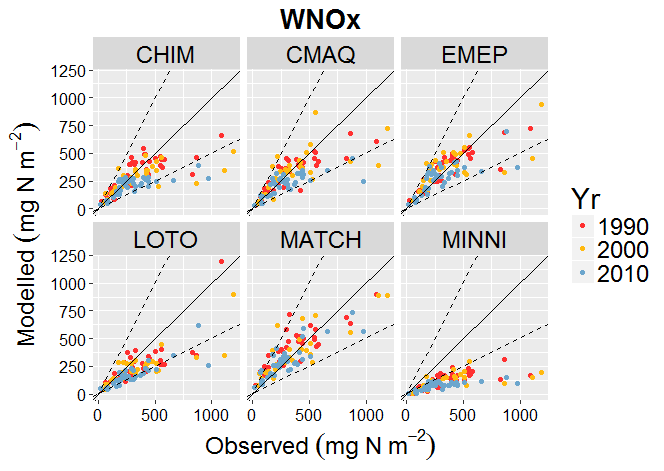 WNOx
CHIM CMAQ EMEP
1250
1000
750
500
250
0
LOTO MATCH MINNI
1250
1000
750
500
250
0
0 500 1000 0 500 1000 0 500 1000
Modelled (mg N m⁻²)
Observed (mg N m⁻²)
Yr
1990
2000
2010